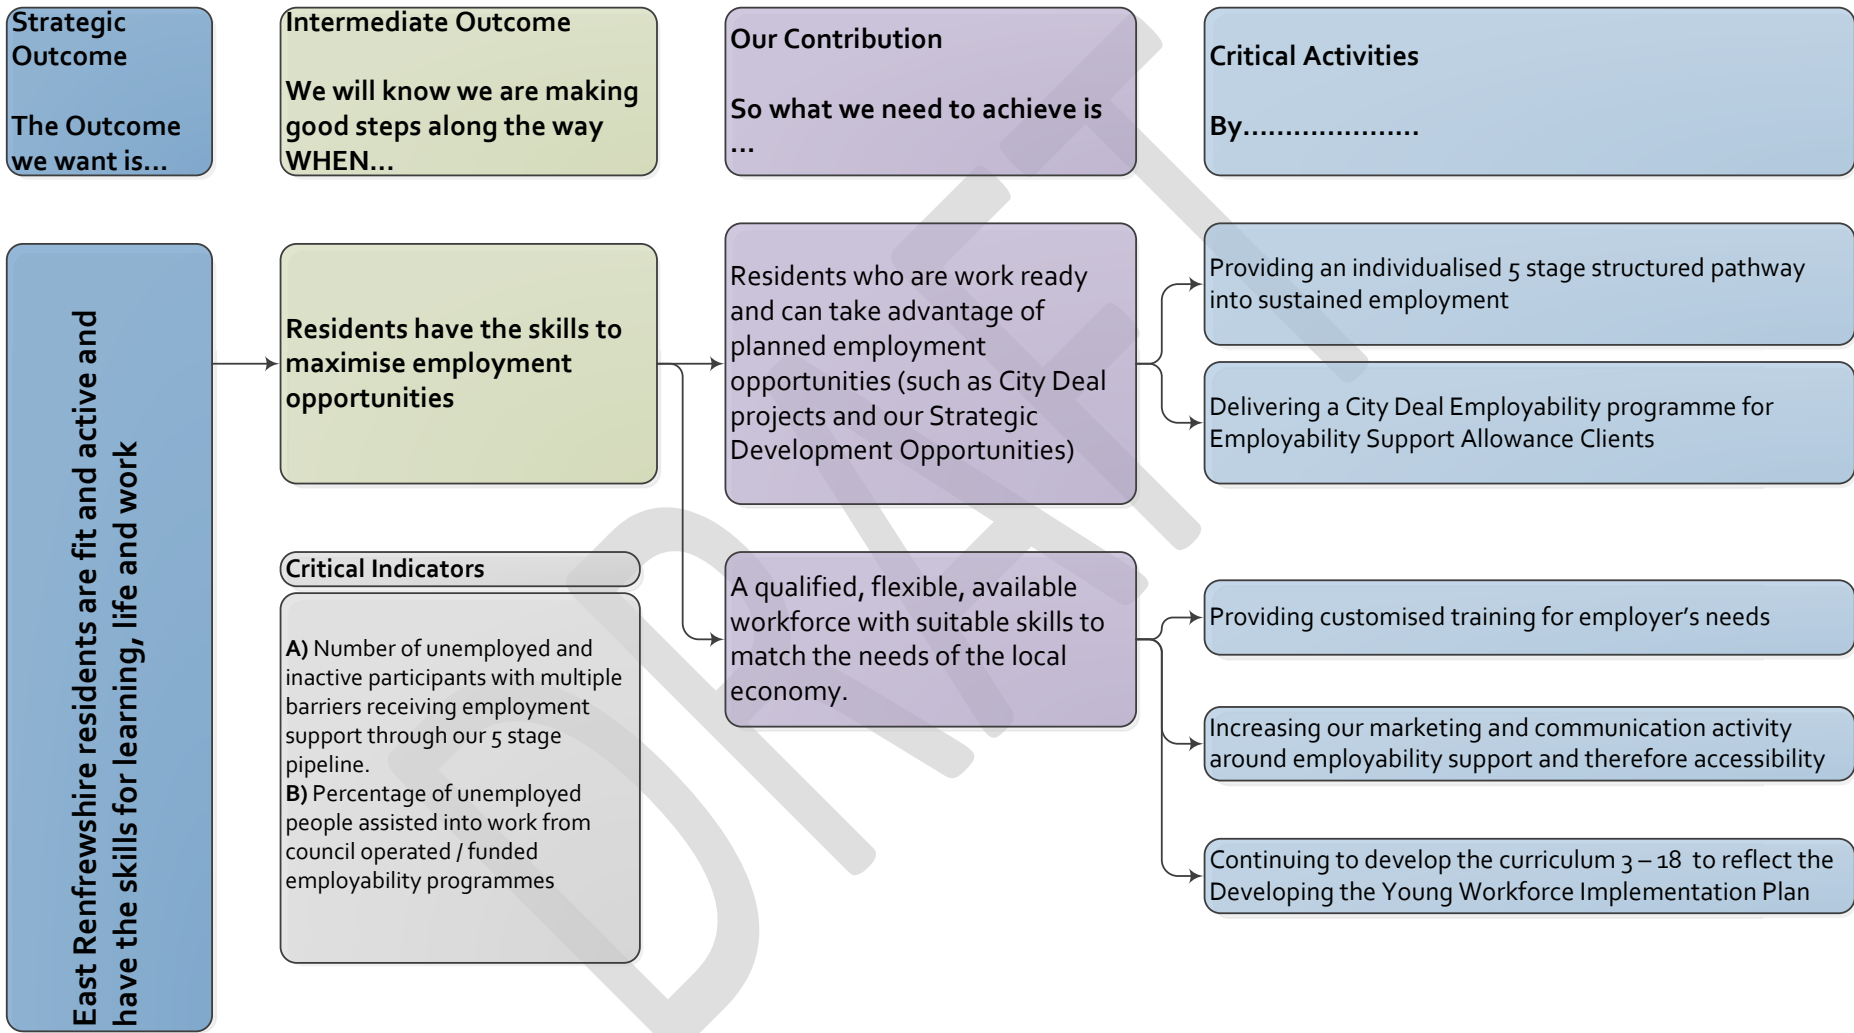 Strategic
Outcome
The Outcome
we want is...
Intermediate Outcome
We will know we are making
good steps along the way
WHEN...
Our Contribution
So what we need to achieve is
...
Critical Activities
By.....................
East Renfrewshire residents are fit and active and
have the skills for learning, life and work
Residents have the skills to
maximise employment
opportunities
Critical Indicators
A) Number of unemployed and
inactive participants with multiple
barriers receiving employment
support through our 5 stage
pipeline.
B) Percentage of unemployed
people assisted into work from
council operated / funded
employability programmes
Residents who are work ready
and can take advantage of
planned employment
opportunities (such as City Deal
projects and our Strategic
Development Opportunities)
A qualified, flexible, available
workforce with suitable skills to
match the needs of the local
economy.
Providing an individualised 5 stage structured pathway
into sustained employment
Delivering a City Deal Employability programme for
Employability Support Allowance Clients
Providing customised training for employer's needs
Increasing our marketing and communication activity
around employability support and therefore accessibility
Continuing to develop the curriculum 3 – 18 to reflect the
Developing the Young Workforce Implementation Plan
DRAFT